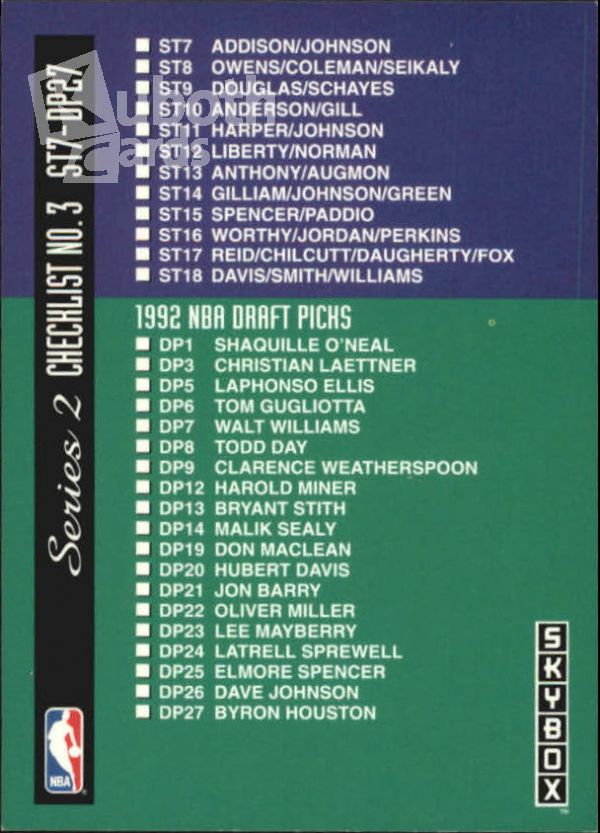 ST7 ADDISON/JOHNSON
ST8 OWENS/COLEMAN/SEIKALY
ST9 DOUGLAS/SCHAYES
ST10 ANDERSON/GILL
ST11 HARPER/JOHNSON
ST12 LIBERTY/NORMAN
ST13 ANTHONY/AUGMON
ST14 GILLIAM/JOHNSON/GREEN
ST15 SPENCER/PADDIO
ST16 WORTHY/JORDAN/PERKINS
ST17 REID/CHILCUTT/DAUGHERTY/FOX
ST18 DAVIS/SMITH/WILLIAMS
1992 NBA DRAFT PICKS
DP1 SHAQUILLE O'NEAL
DP3 CHRISTIAN LAETTNER
DP5 LAPHONSO ELLIS
DP6 TOM GUGLIOTTA
DP7 WALT WILLIAMS
DP8 TODD DAY
DP9 CLARENCE WEATHERSPOON
DP12 HAROLD MINER
DP13 BRYANT STITH
DP14 MALIK SEALY
DP19 DON MACLEAN
DP20 HUBERT DAVIS
DP21 JON BARRY
DP22 OLIVER MILLER
DP23 LEE MAYBERRY
DP24 LATRELL SPREWELL
DP25 ELMORE SPENCER
DP26 DAVE JOHNSON
DP27 BYRON HOUSTON
Series 2 CHECKLIST NO. 3 ST7-DP27
NBA
SKYBOX
TM
Kuboth
Cards